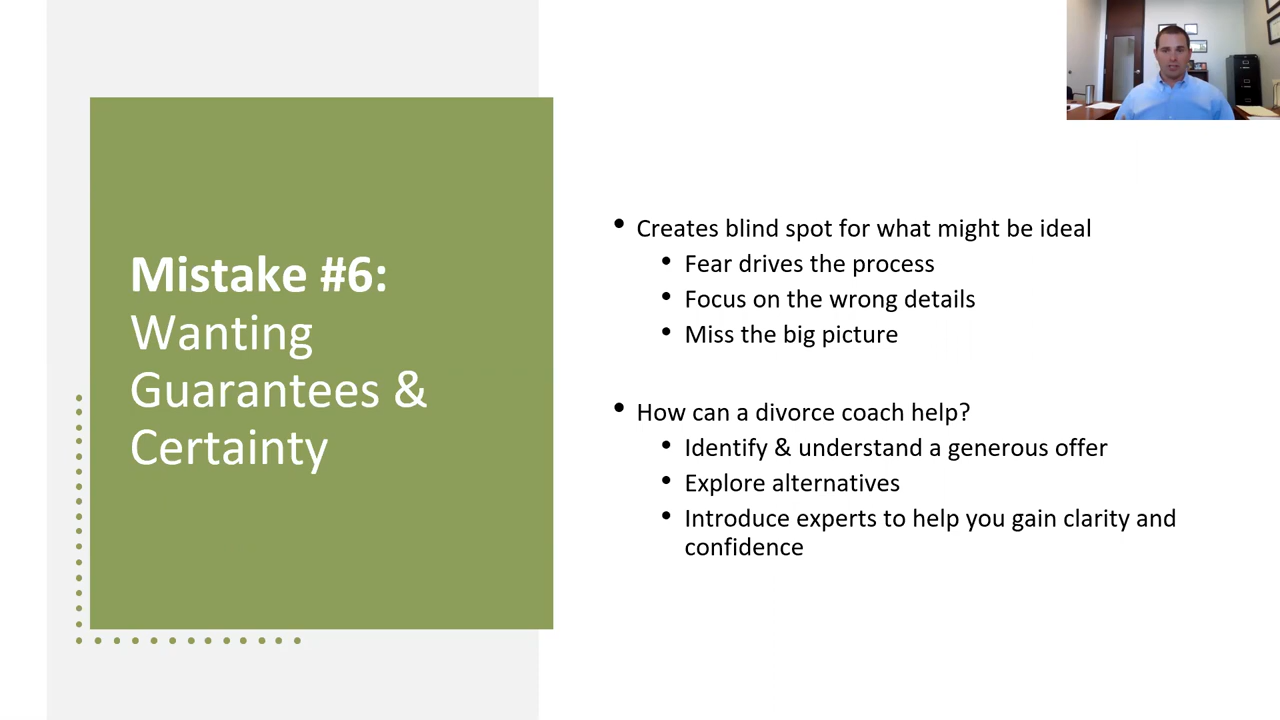 Mistake #6:
Wanting
Guarantees &
Certainty
• Creates blind spot for what might be ideal
• Fear drives the process
• Focus on the wrong details
• Miss the big picture
• How can a divorce coach help?
• Identify & understand a generous offer
• Explore alternatives
• Introduce experts to help you gain clarity and
confidence